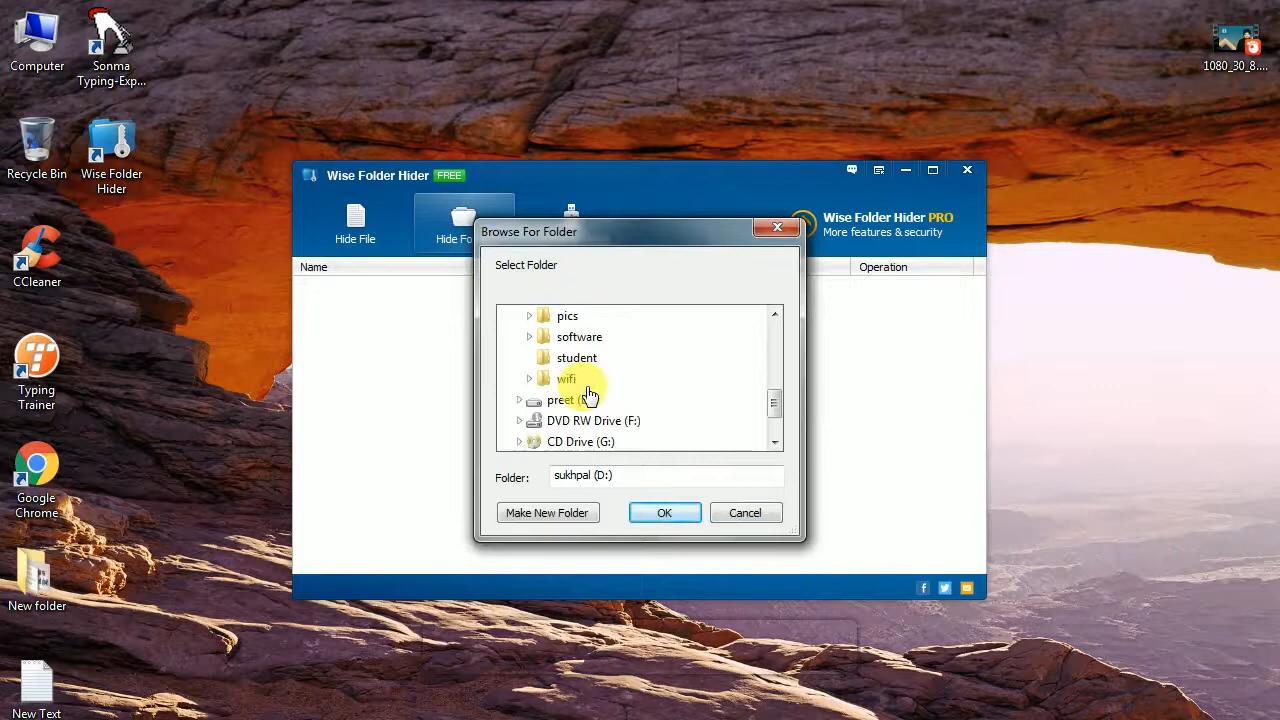 Computer
Sonma
Typing-Exp...
1080_30_8....
Recycle Bin
Wise Folder
Hider
CCleaner
Typing
Trainer
Google
Chrome
New folder
New Text
Wise Folder Hider FREE
Hide File
Hide Fo
Wise Folder Hider PRO
More features & security
Name
Operation
Browse For Folder
Select Folder
pics
software
student
wifi
preet
DVD RW Drive (F:)
CD Drive (G:)
Folder: sukhpal (D:)
Make New Folder
OK
Cancel